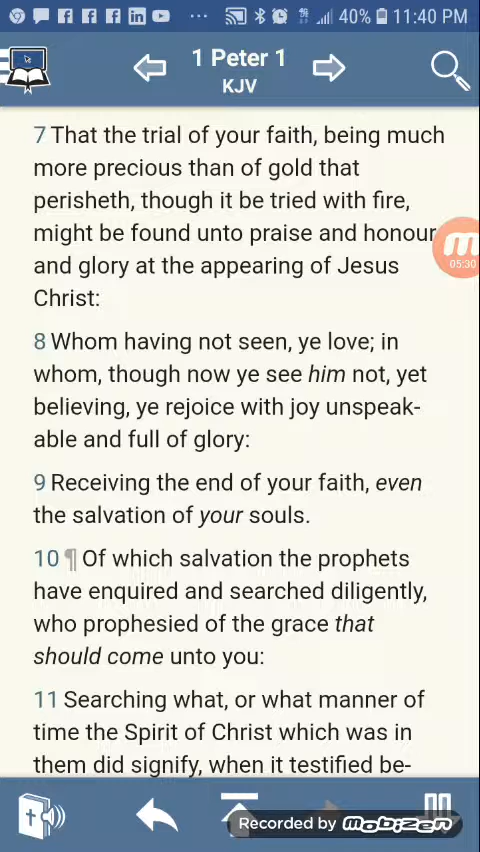 40% 11:40 PM
1 Peter 1
KJV
7 That the trial of your faith, being much
more precious than of gold that
perisheth, though it be tried with fire,
might be found unto praise and honour
and glory at the appearing of Jesus
Christ:
05:30
8 Whom having not seen, ye love; in
whom, though now ye see him not, yet
believing, ye rejoice with joy unspeak-
able and full of glory:
9 Receiving the end of your faith, even
the salvation of your souls.
10 ¶ Of which salvation the prophets
have enquired and searched diligently,
who prophesied of the grace that
should come unto you:
11 Searching what, or what manner of
time the Spirit of Christ which was in
them did signify, when it testified be-
Recorded by mobizen